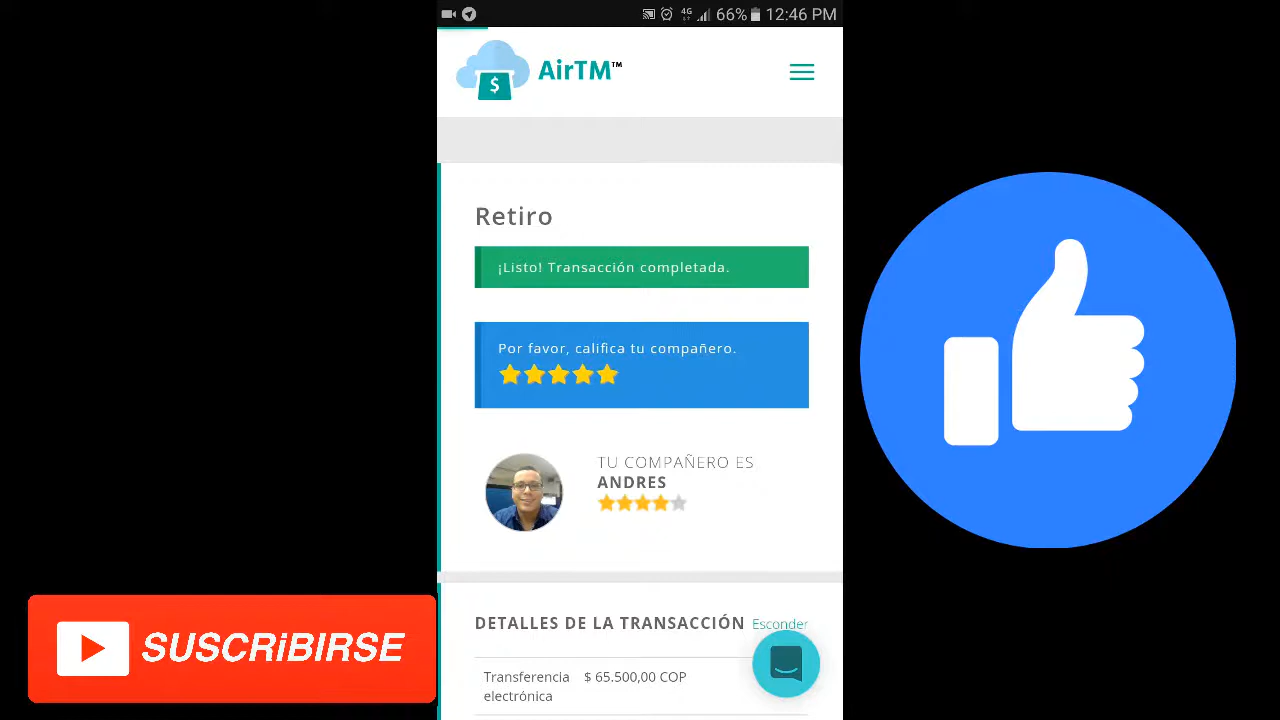 66% 12:46 PM
4G
AirTM™
$
Retiro
¡Listo! Transacción completada.
Por favor, califica tu compañero.
TU COMPAÑERO ES
ANDRES
DETALLES DE LA TRANSACCIÓN Esconder
Transferencia $ 65.500,00 COP
electrónica
SUSCRiBIRSE